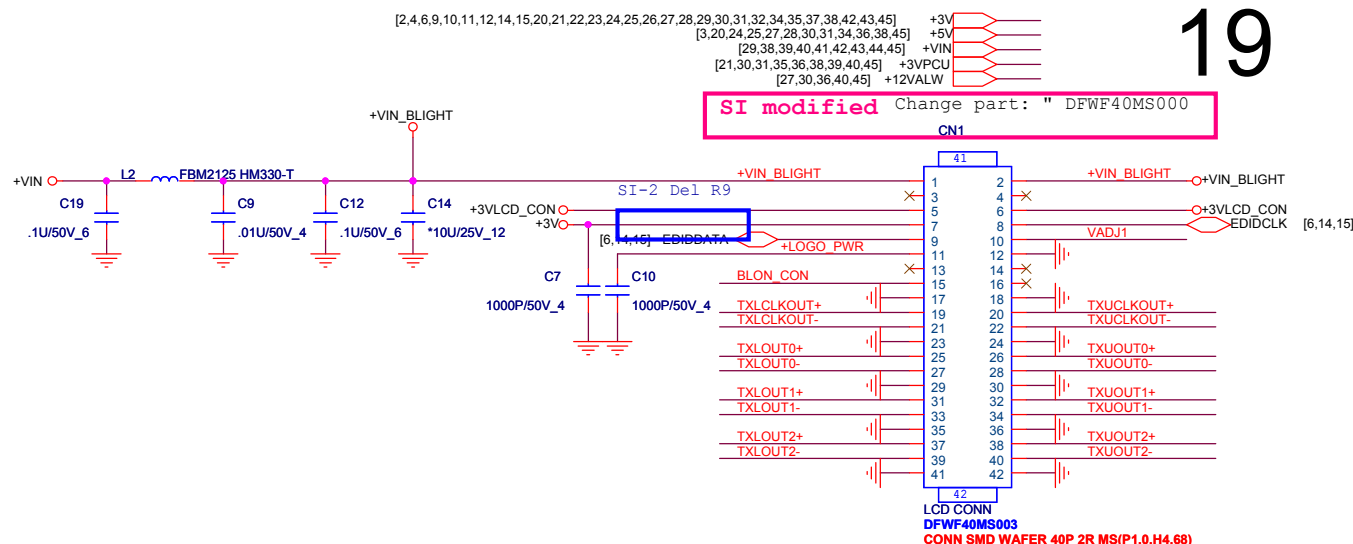 [2,4,6,9,10,11,12,14,15,20,21,22,23,24,25,26,27,28,29,30,31,32,34,35,37,38,42,43,45] +3V
[3,20,24,25,27,28,30,31,34,36,38,45] +5V
[29,38,39,40,41,42,43,44,45] +VIN
[21,30,31,35,36,38,39,40,45] +3VPCU
[27,30,36,40,45] +12VALW
19
SI modified Change part: " DFWF40MS000
CN1
41
+VIN_BLIGHT
+VIN
L2 FBM2125 HM330-T
C19
.1U/50V_6
C9
.01U/50V_4
C12
.1U/50V_6
C14
*10U/25V_12
SI-2 Del R9
+3VLCD_CON
+3V
[6,14,15] EDIDDATA
+LOGO_PWR
C7
1000P/50V_4
C10
1000P/50V_4
+VIN_BLIGHT 1 2 +VIN_BLIGHT +VIN_BLIGHT
3 4
5 6 +3VLCD_CON
7 8 EDIDCLK [6,14,15]
9 10 VADJ1
11 12
13 14
BLON_CON 15 16
17 18
TXLCLKOUT+ 19 20 TXUCLKOUT+
TXLCLKOUT- 21 22 TXUCLKOUT-
23 24
TXLOUT0+ 25 26 TXUOUT0+
TXLOUT0- 27 28 TXUOUT0-
29 30
TXLOUT1+ 31 32 TXUOUT1+
TXLOUT1- 33 34 TXUOUT1-
35 36
TXLOUT2+ 37 38 TXUOUT2+
TXLOUT2- 39 40 TXUOUT2-
41 42
42
LCD CONN
DFWF40MS003
CONN SMD WAFER 40P 2R MS(P1.0,H4.68)